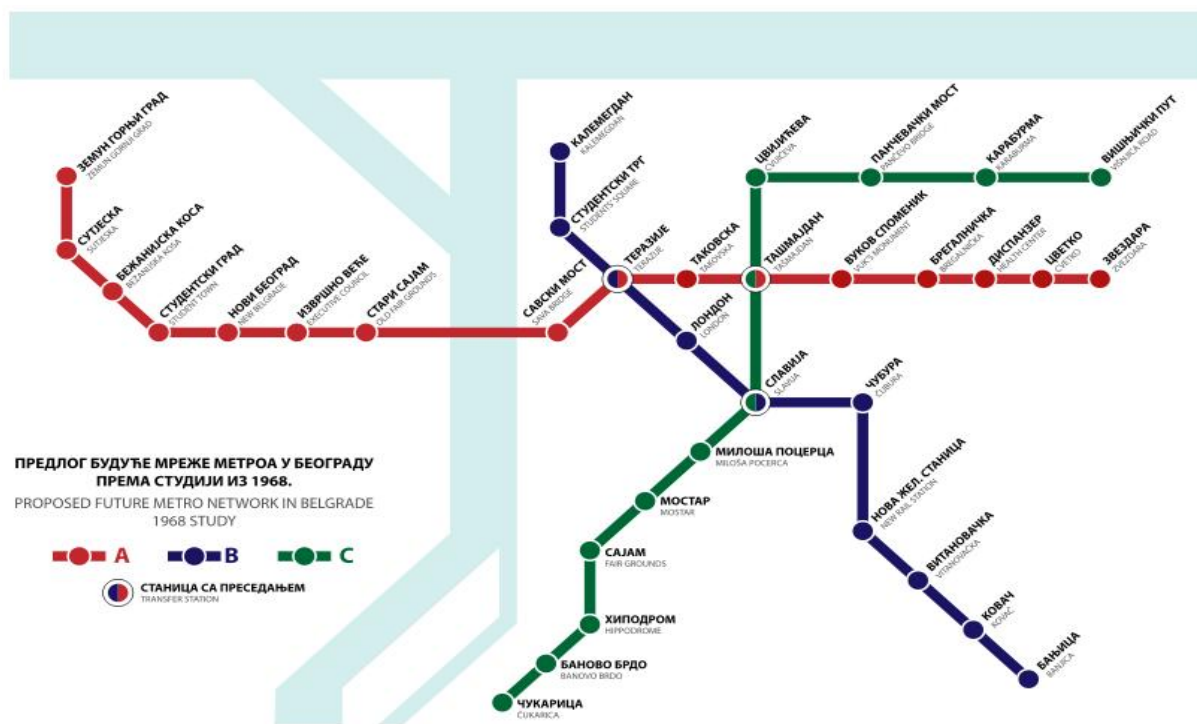 ЗЕМУН ГОРЊИ ГРАД
ZEMUN GORNJI GRAD
СУТЈЕСКА
SUTJESKA
БЕЖАНИЈСКА КОСА
BEŽANIJSKA KOSA
СТУДЕНТСКИ ГРАД
STUDENT TOWN
НОВИ БЕОГРАД
NEW BELGRADE
ИЗВРШНО ВЕЋЕ
EXECUTIVE COUNCIL
СТАРИ САЈАМ
OLD FAIR GROUNDS
САВСКИ МОСТ
SAVA BRIDGE
КАЛЕМЕГДАН
KALEMEGDAN
СТУДЕНТСКИ ТРГ
STUDENTS' SQUARE
ТЕРАЗИЈЕ
TERAZIJE
ТАКОВСКА
TAKOVSKA
ЦВИЈИЋЕВА
CVIJIĆEVA
ТАШМАЈДАН
TAŠMAJDAN
ПАНЧЕВАЧКИ МОСТ
PANČEVO BRIDGE
КАРАБУРМА
KARABURMA
ВИШЊИЧКИ ПУТ
VIŠNJICA ROAD
ВУКОВ СПОМЕНИК
VUK'S MONUMENT
БРЕГАЛНИЧКА
BREGALNIČKA
ДИСПАНЗЕР
HEALTH CENTER
ЦВЕТКО
CVETKO
ЗВЕЗДАРА
ZVEZDARA
ЛОНДОН
LONDON
СЛАВИЈА
SLAVIJA
ЧУБУРА
ČUBURA
НОВА ЖЕЛ. СТАНИЦА
NEW RAIL STATION
ВИТАНОВАЧКА
VITANOVAČKA
КОВАЧ
KOVAČ
БАЊИЦА
BANJICA
МИЛОША ПОЦЕРЦА
MILOŠA POCERCA
МОСТАР
MOSTAR
САЈАМ
FAIR GROUNDS
ХИПОДРОМ
HIPPODROME
БАНОВО БРДО
BANOVO BRDO
ЧУКАРИЦА
ČUKARICA
ПРЕДЛОГ БУДУЋЕ МРЕЖЕ МЕТРОА У БЕОГРАДУ
ПРЕМА СТУДИЈИ ИЗ 1968.
PROPOSED FUTURE METRO NETWORK IN BELGRADE
1968 STUDY
A B C
СТАНИЦА СА ПРЕСЕДАЊЕМ
TRANSFER STATION